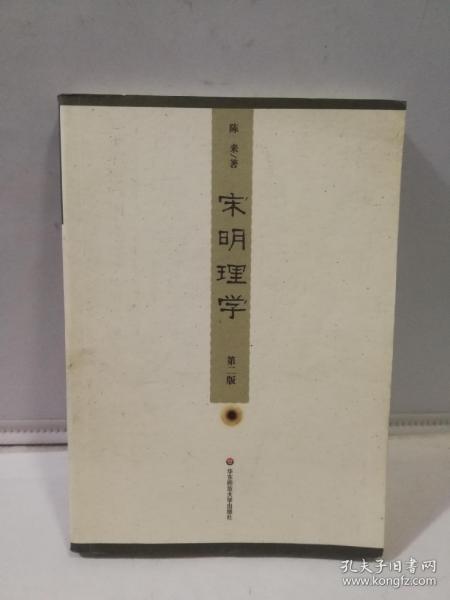 陈来/著
宋明理学
第二版
华东师范大学出版社
孔夫子旧书网
www.kongfz.com